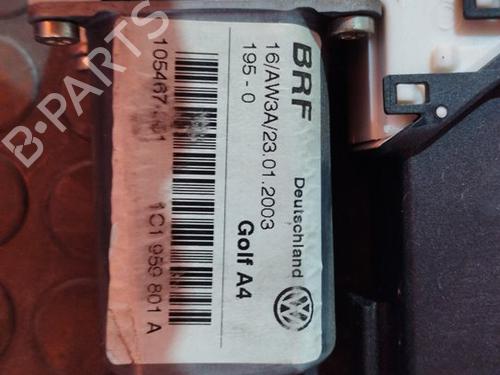 BRF
16/AW3A/23.01.2003
195 - 0
Deutschland
Golf A4
1C1 959 801 A
B-PARTS